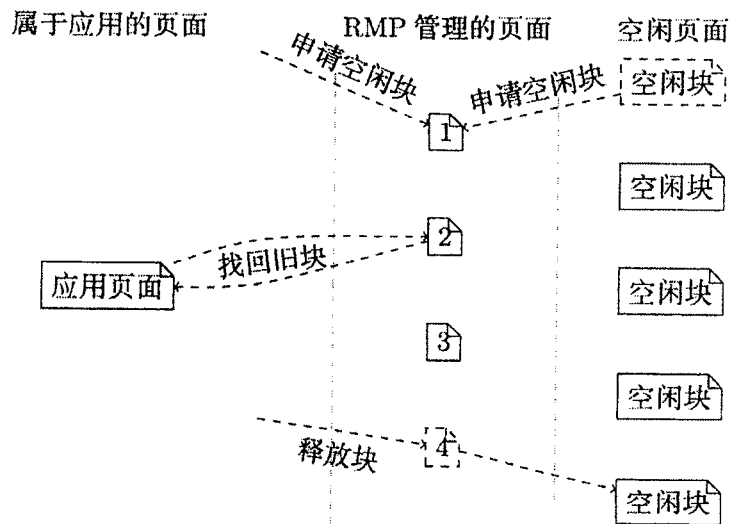 属于应用的页面
RMP 管理的页面
空闲页面
申请空闲块
申请空闲块
空闲块
1
空闲块
2
找回旧块
应用页面
空闲块
3
空闲块
释放块
4
空闲块